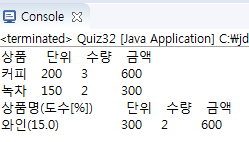 Console
<terminated> Quiz32 [Java Application] C:\jd
상품 단위 수량 금액
커피 200 3 600
녹차 150 2 300
상품명(도수[%]) 단위 수량 금액
와인(15.0) 300 2 600